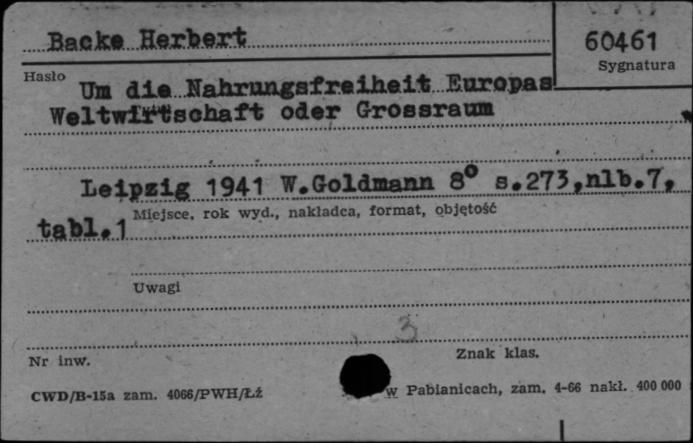 Backe Herbert
60461
Hasło
Sygnatura
Um die Nahrungsfreiheit Europas
Weltwirtschaft oder Grossraum
Leipzig 1941 W.Goldmann 8° s.273,nlb.7,
tabl.1
Miejsce, rok wyd., nakładca, format, objętość
Uwagi
3
Nr inw.
Znak klas.
CWD/B-15a zam. 4066/PWH/Łź
w Pabianicach, zam. 4-66 nakł. 400 000